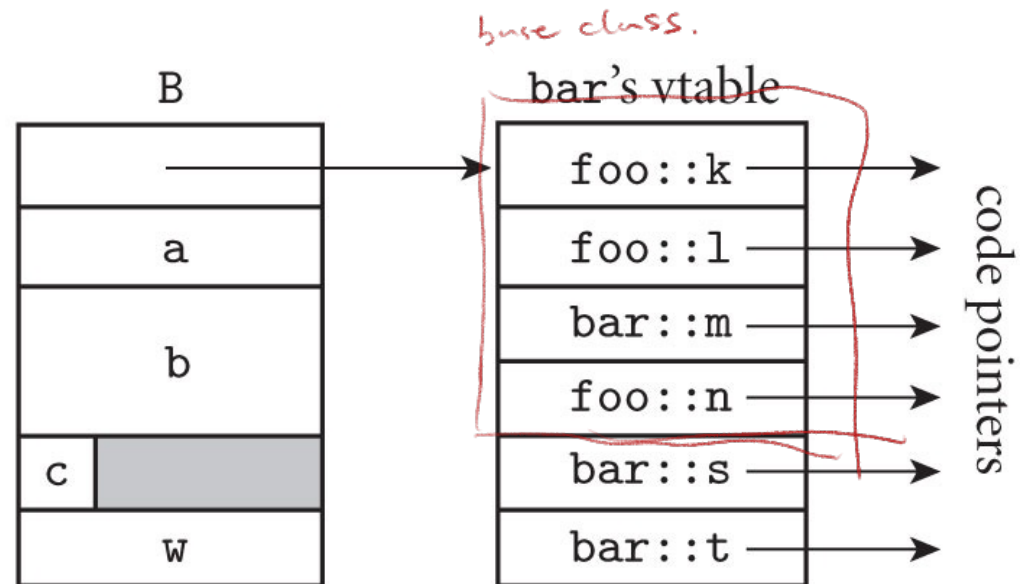 base class.
B
bar's vtable
foo::k
a
foo::l
b
bar::m
foo::n
c
bar::s
w
bar::t
code pointers